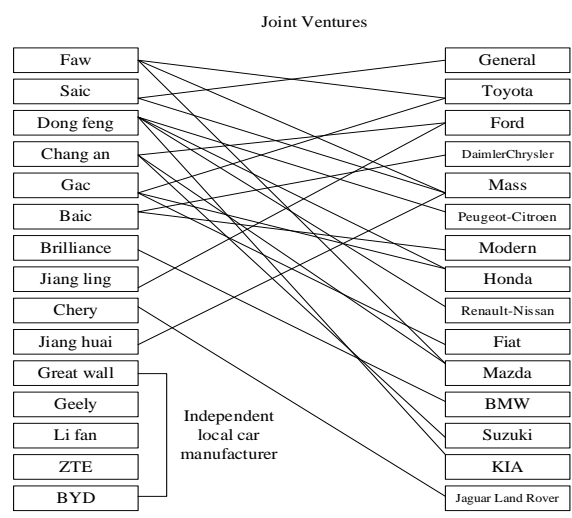 Joint Ventures
Faw
General
Saic
Toyota
Dong feng
Ford
Chang an
DaimlerChrysler
Gac
Mass
Baic
Peugeot-Citroen
Brilliance
Modern
Jiang ling
Honda
Chery
Renault-Nissan
Jiang huai
Fiat
Great wall
Mazda
Geely
BMW
Independent
local car
manufacturer
Li fan
Suzuki
ZTE
KIA
BYD
Jaguar Land Rover